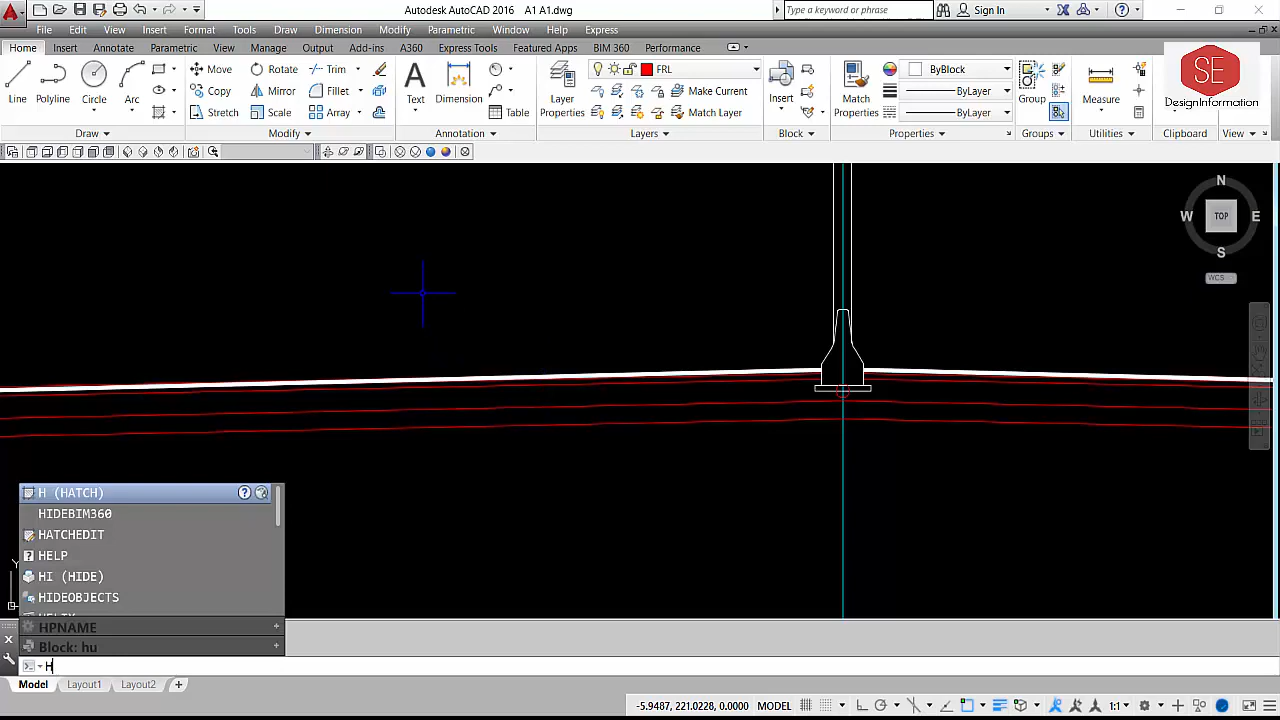 Autodesk AutoCAD 2016 A1 A1.dwg
Type a keyword or phrase
Sign In
File Edit View Insert Format Tools Draw Dimension Modify Parametric Window Help Express
Home Insert Annotate Parametric View Manage Output Add-ins A360 Express Tools Featured Apps BIM 360 Performance
Line Polyline Circle Arc
Move Rotate Trim
Copy Mirror Fillet
Stretch Scale Array
Text Dimension Table
Layer Properties
FRL
Make Current
Match Layer
Insert
Match Properties
ByBlock
ByLayer
ByLayer
Group
Measure
SE
DesignInformation
Draw Modify Annotation Layers Block Properties Groups Utilities Clipboard View
N
W TOP E
S
WCS
H (HATCH)
HIDEBIM360
HATCHEDIT
HELP
HI (HIDE)
HIDEOBJECTS
HELIX
HPNAME
Block: hu
Y
H
Model Layout1 Layout2
-5.9487, 221.0228, 0.0000 MODEL 1:1